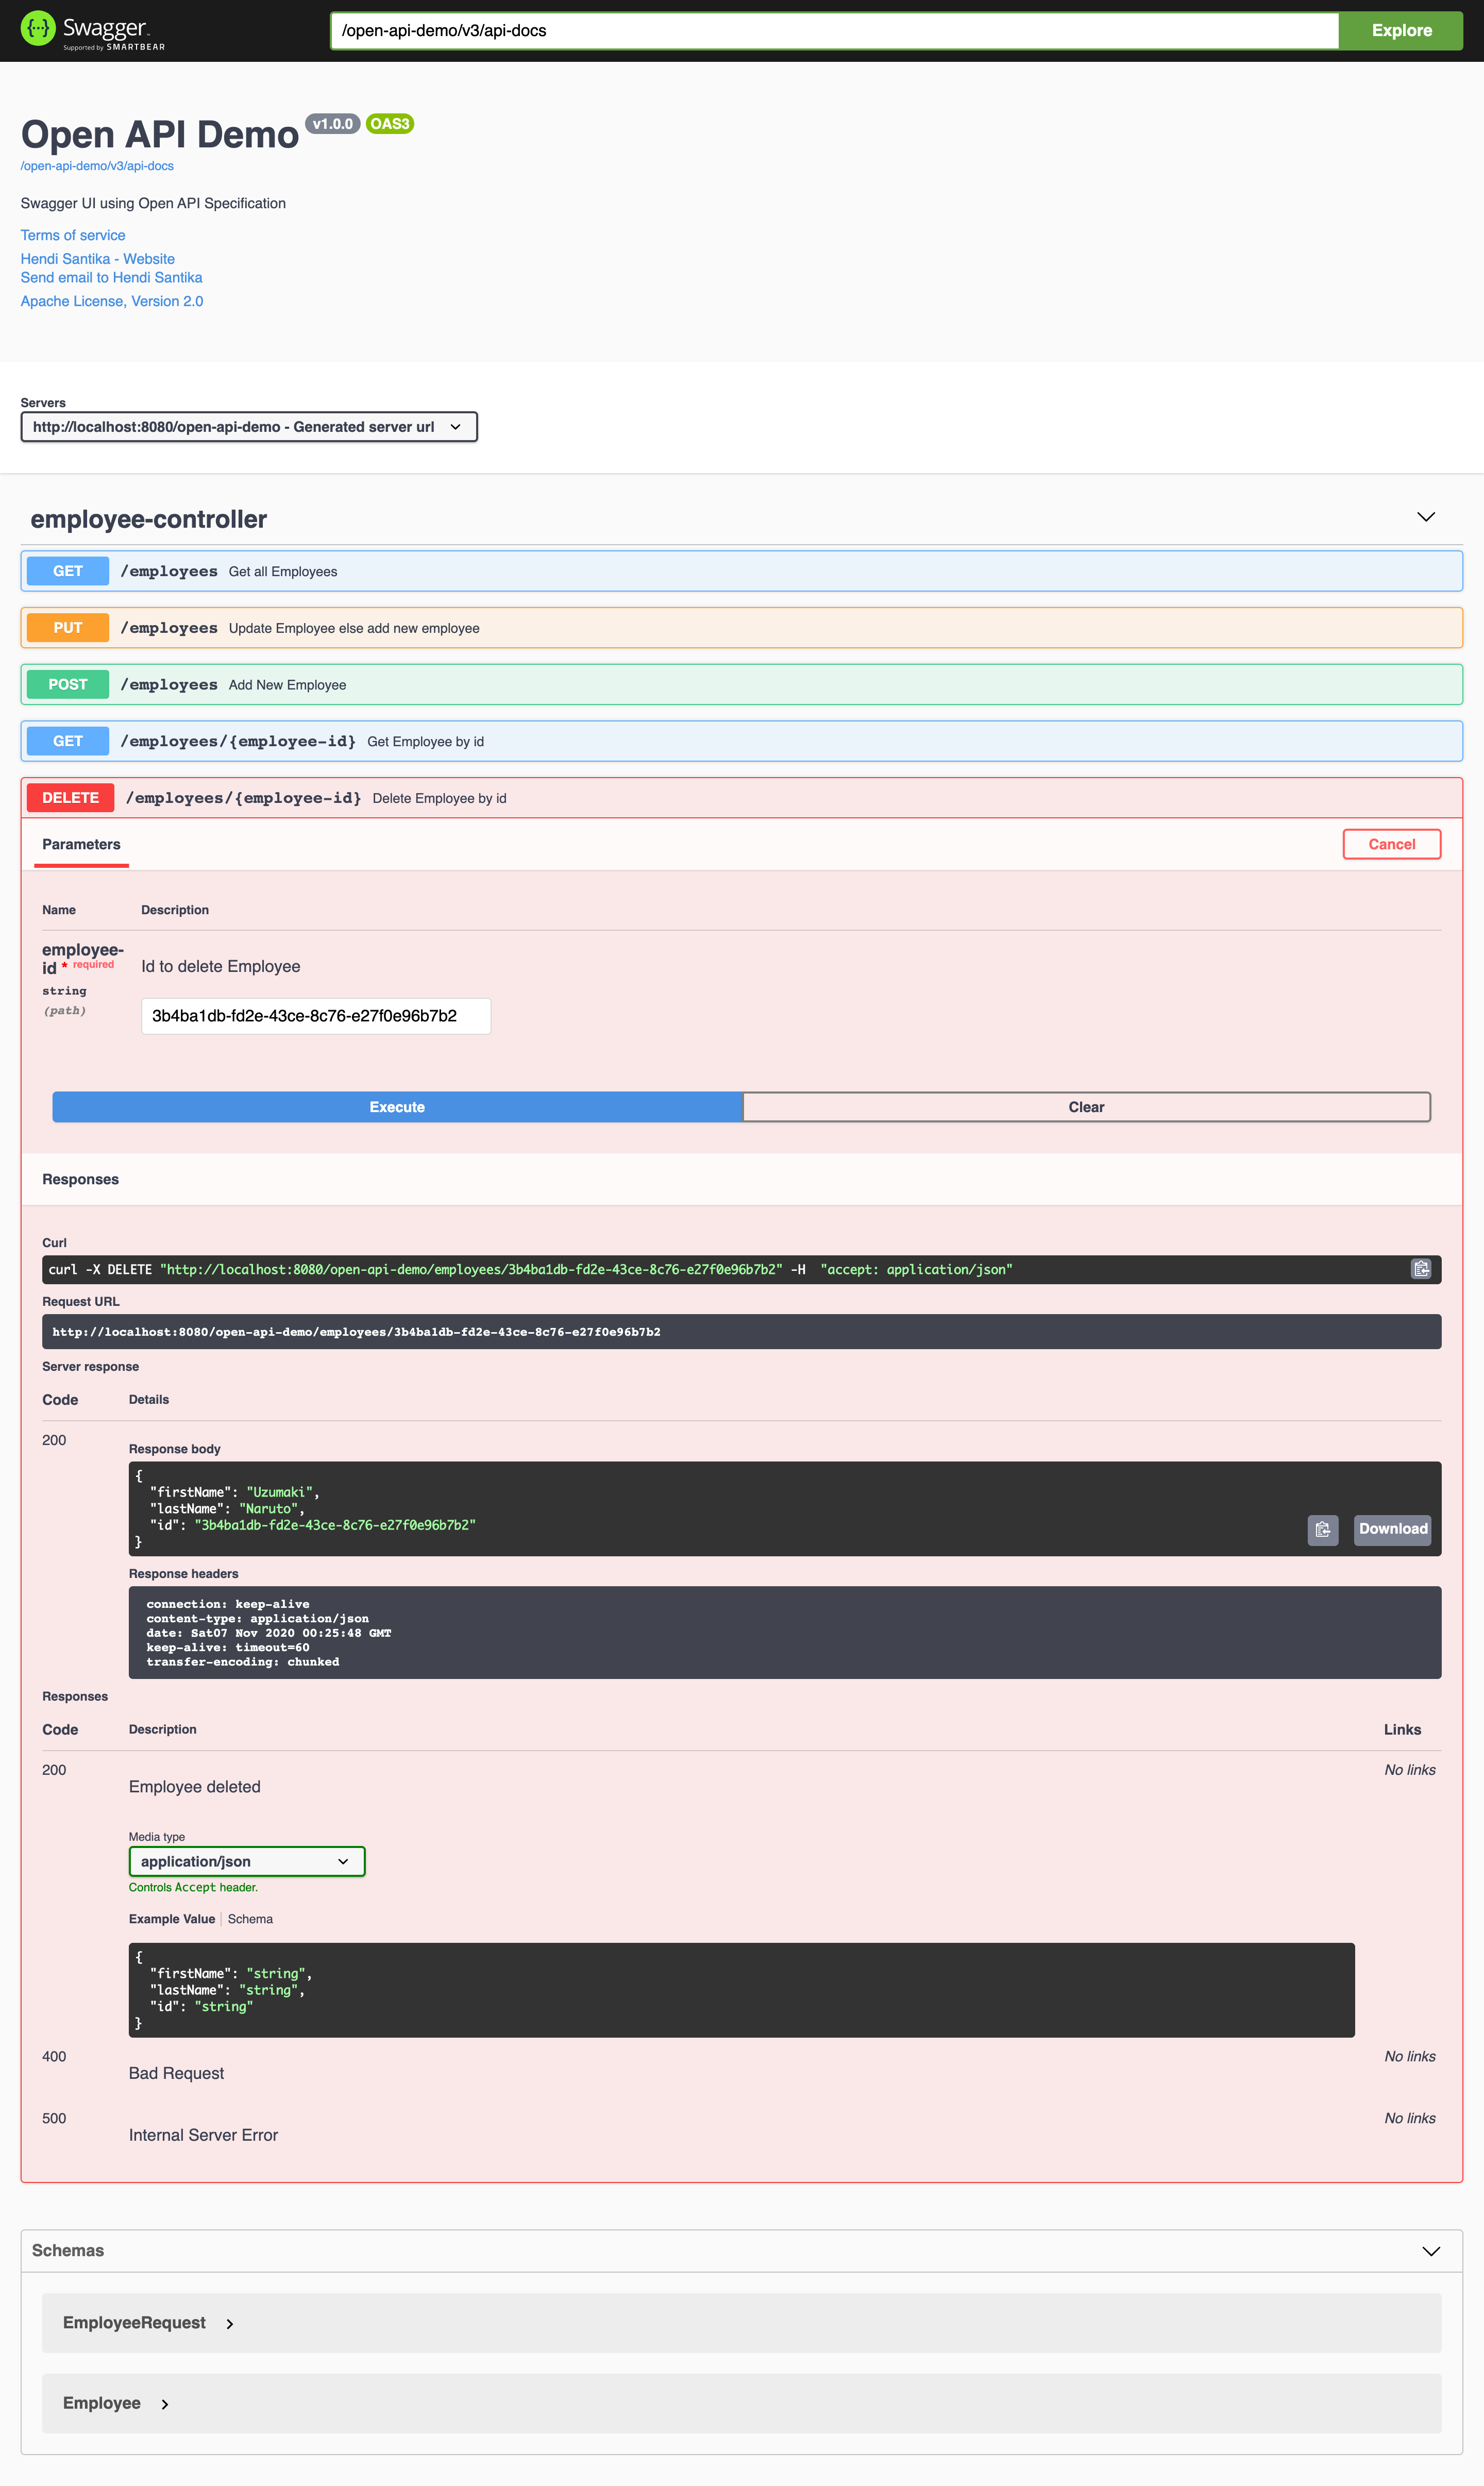 Swagger
Supported by SMARTBEAR
/open-api-demo/v3/api-docs
Explore
Open API Demo v1.0.0 OAS3
/open-api-demo/v3/api-docs
Swagger UI using Open API Specification
Terms of service
Hendi Santika - Website
Send email to Hendi Santika
Apache License, Version 2.0
Servers
http://localhost:8080/open-api-demo - Generated server url
employee-controller
GET /employees Get all Employees
PUT /employees Update Employee else add new employee
POST /employees Add New Employee
GET /employees/{employee-id} Get Employee by id
DELETE /employees/{employee-id} Delete Employee by id
Parameters Cancel
Name Description
employee-
id * required
string
(path)
Id to delete Employee
3b4ba1db-fd2e-43ce-8c76-e27f0e96b7b2
Execute Clear
Responses
Curl
curl -X DELETE "http://localhost:8080/open-api-demo/employees/3b4ba1db-fd2e-43ce-8c76-e27f0e96b7b2" -H  "accept: application/json"
Request URL
http://localhost:8080/open-api-demo/employees/3b4ba1db-fd2e-43ce-8c76-e27f0e96b7b2
Server response
Code Details
200
Response body
{
  "firstName": "Uzumaki",
  "lastName": "Naruto",
  "id": "3b4ba1db-fd2e-43ce-8c76-e27f0e96b7b2"
}
Download
Response headers
connection: keep-alive
content-type: application/json
date: Sat07 Nov 2020 00:25:48 GMT
keep-alive: timeout=60
transfer-encoding: chunked
Responses
Code Description Links
200 No links
Employee deleted
Media type
application/json
Controls Accept header.
Example Value Schema
{
  "firstName": "string",
  "lastName": "string",
  "id": "string"
}
400 No links
Bad Request
500 No links
Internal Server Error
Schemas
EmployeeRequest
Employee